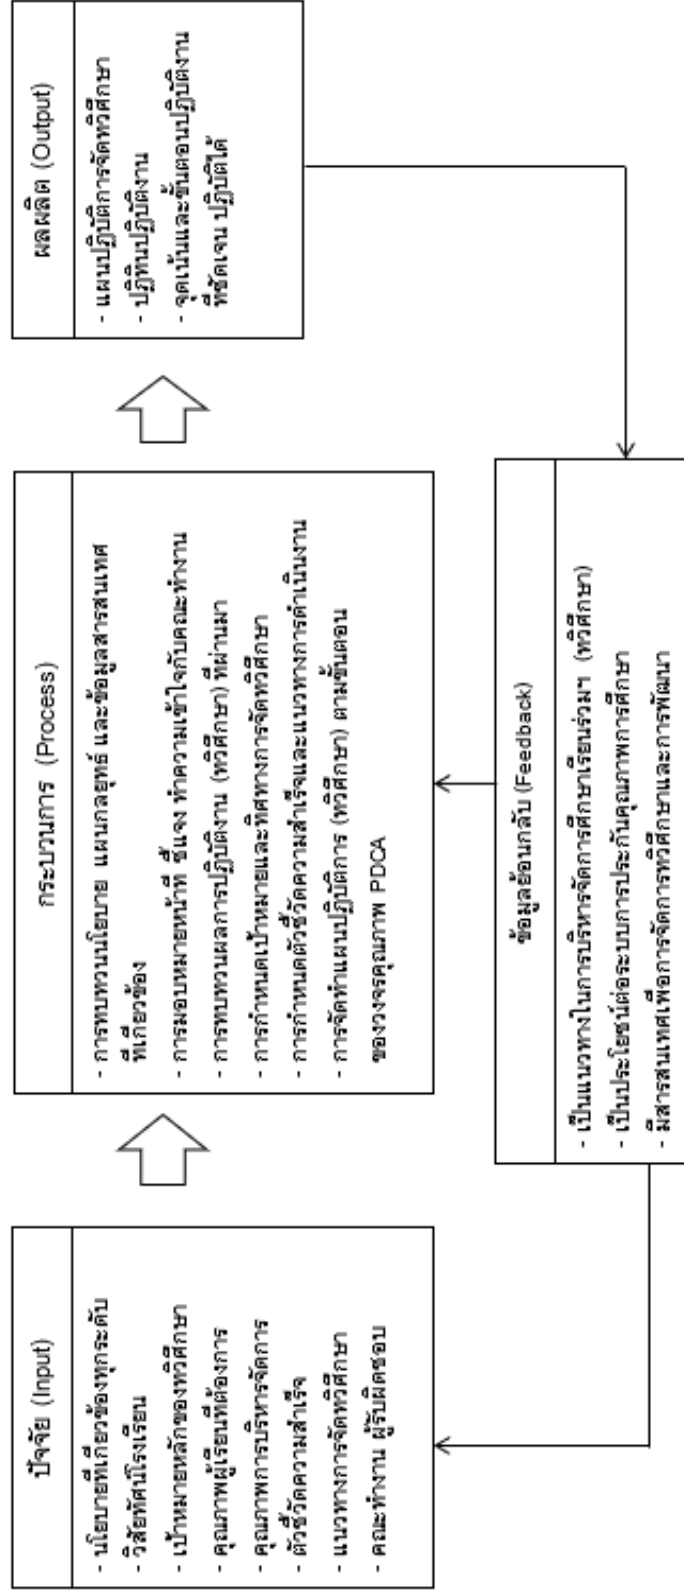 ปัจจัย (Input)
- นโยบายที่เกี่ยวข้องทุกระดับ
- วิสัยทัศน์โรงเรียน
- เป้าหมายหลักของทวิศึกษา
- คุณภาพผู้เรียนที่ต้องการ
- คุณภาพการบริหารจัดการ
- ตัวชี้วัดความสำเร็จ
- แนวทางการจัดทวิศึกษา
- คณะทำงาน ผู้รับผิดชอบ
กระบวนการ (Process)
- การทบทวนนโยบาย แผนกลยุทธ์ และข้อมูลสารสนเทศ
ที่เกี่ยวข้อง
- การมอบหมายหน้าที่ ชี้แจง ทำความเข้าใจกับคณะทำงาน
- การทบทวนผลการปฏิบัติงาน (ทวิศึกษา) ที่ผ่านมา
- การกำหนดเป้าหมายและทิศทางการจัดทวิศึกษา
- การกำหนดตัวชี้วัดความสำเร็จและแนวทางการดำเนินงาน
- การจัดทำแผนปฏิบัติการ (ทวิศึกษา) ตามขั้นตอน
ของวงจรคุณภาพ PDCA
ผลผลิต (Output)
- แผนปฏิบัติการจัดทวิศึกษา
- ปฏิทินปฏิบัติงาน
- จุดเน้นและขั้นตอนปฏิบัติงาน
ที่ชัดเจน ปฏิบัติได้
ข้อมูลย้อนกลับ (Feedback)
- เป็นแนวทางในการบริหารจัดการศึกษาเรียนร่วมฯ (ทวิศึกษา)
- เป็นประโยชน์ต่อระบบการประกันคุณภาพการศึกษา
- มีสารสนเทศเพื่อการจัดการทวิศึกษาและการพัฒนา